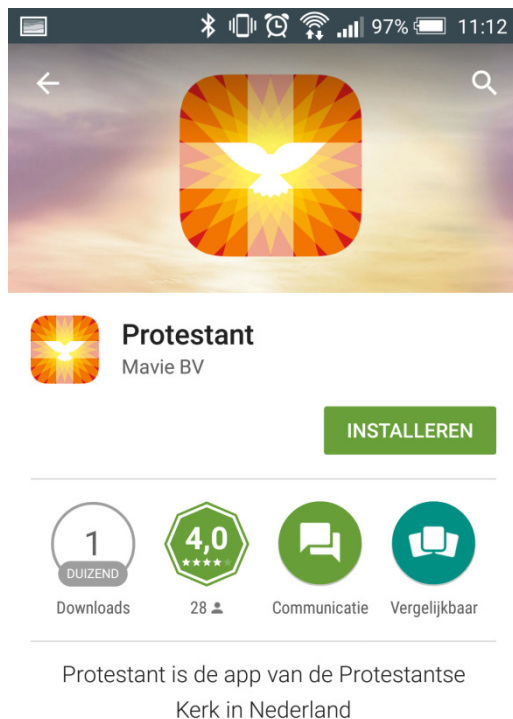 97% 11:12
Protestant
Mavie BV
INSTALLEREN
1
DUIZEND
Downloads
4,0
28
Communicatie
Vergelijkbaar
Protestant is de app van de Protestantse
Kerk in Nederland